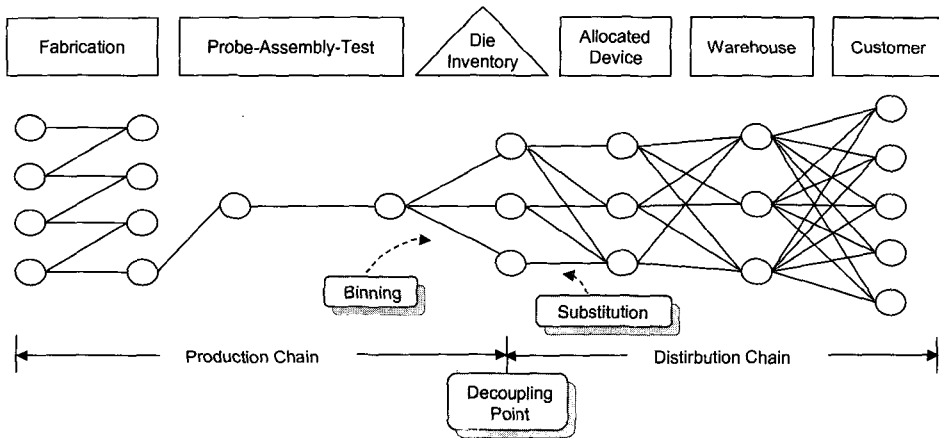 Fabrication
Probe-Assembly-Test
Die
Inventory
Allocated
Device
Warehouse
Customer
Binning
Substitution
Production Chain
Distirbution Chain
Decoupling
Point